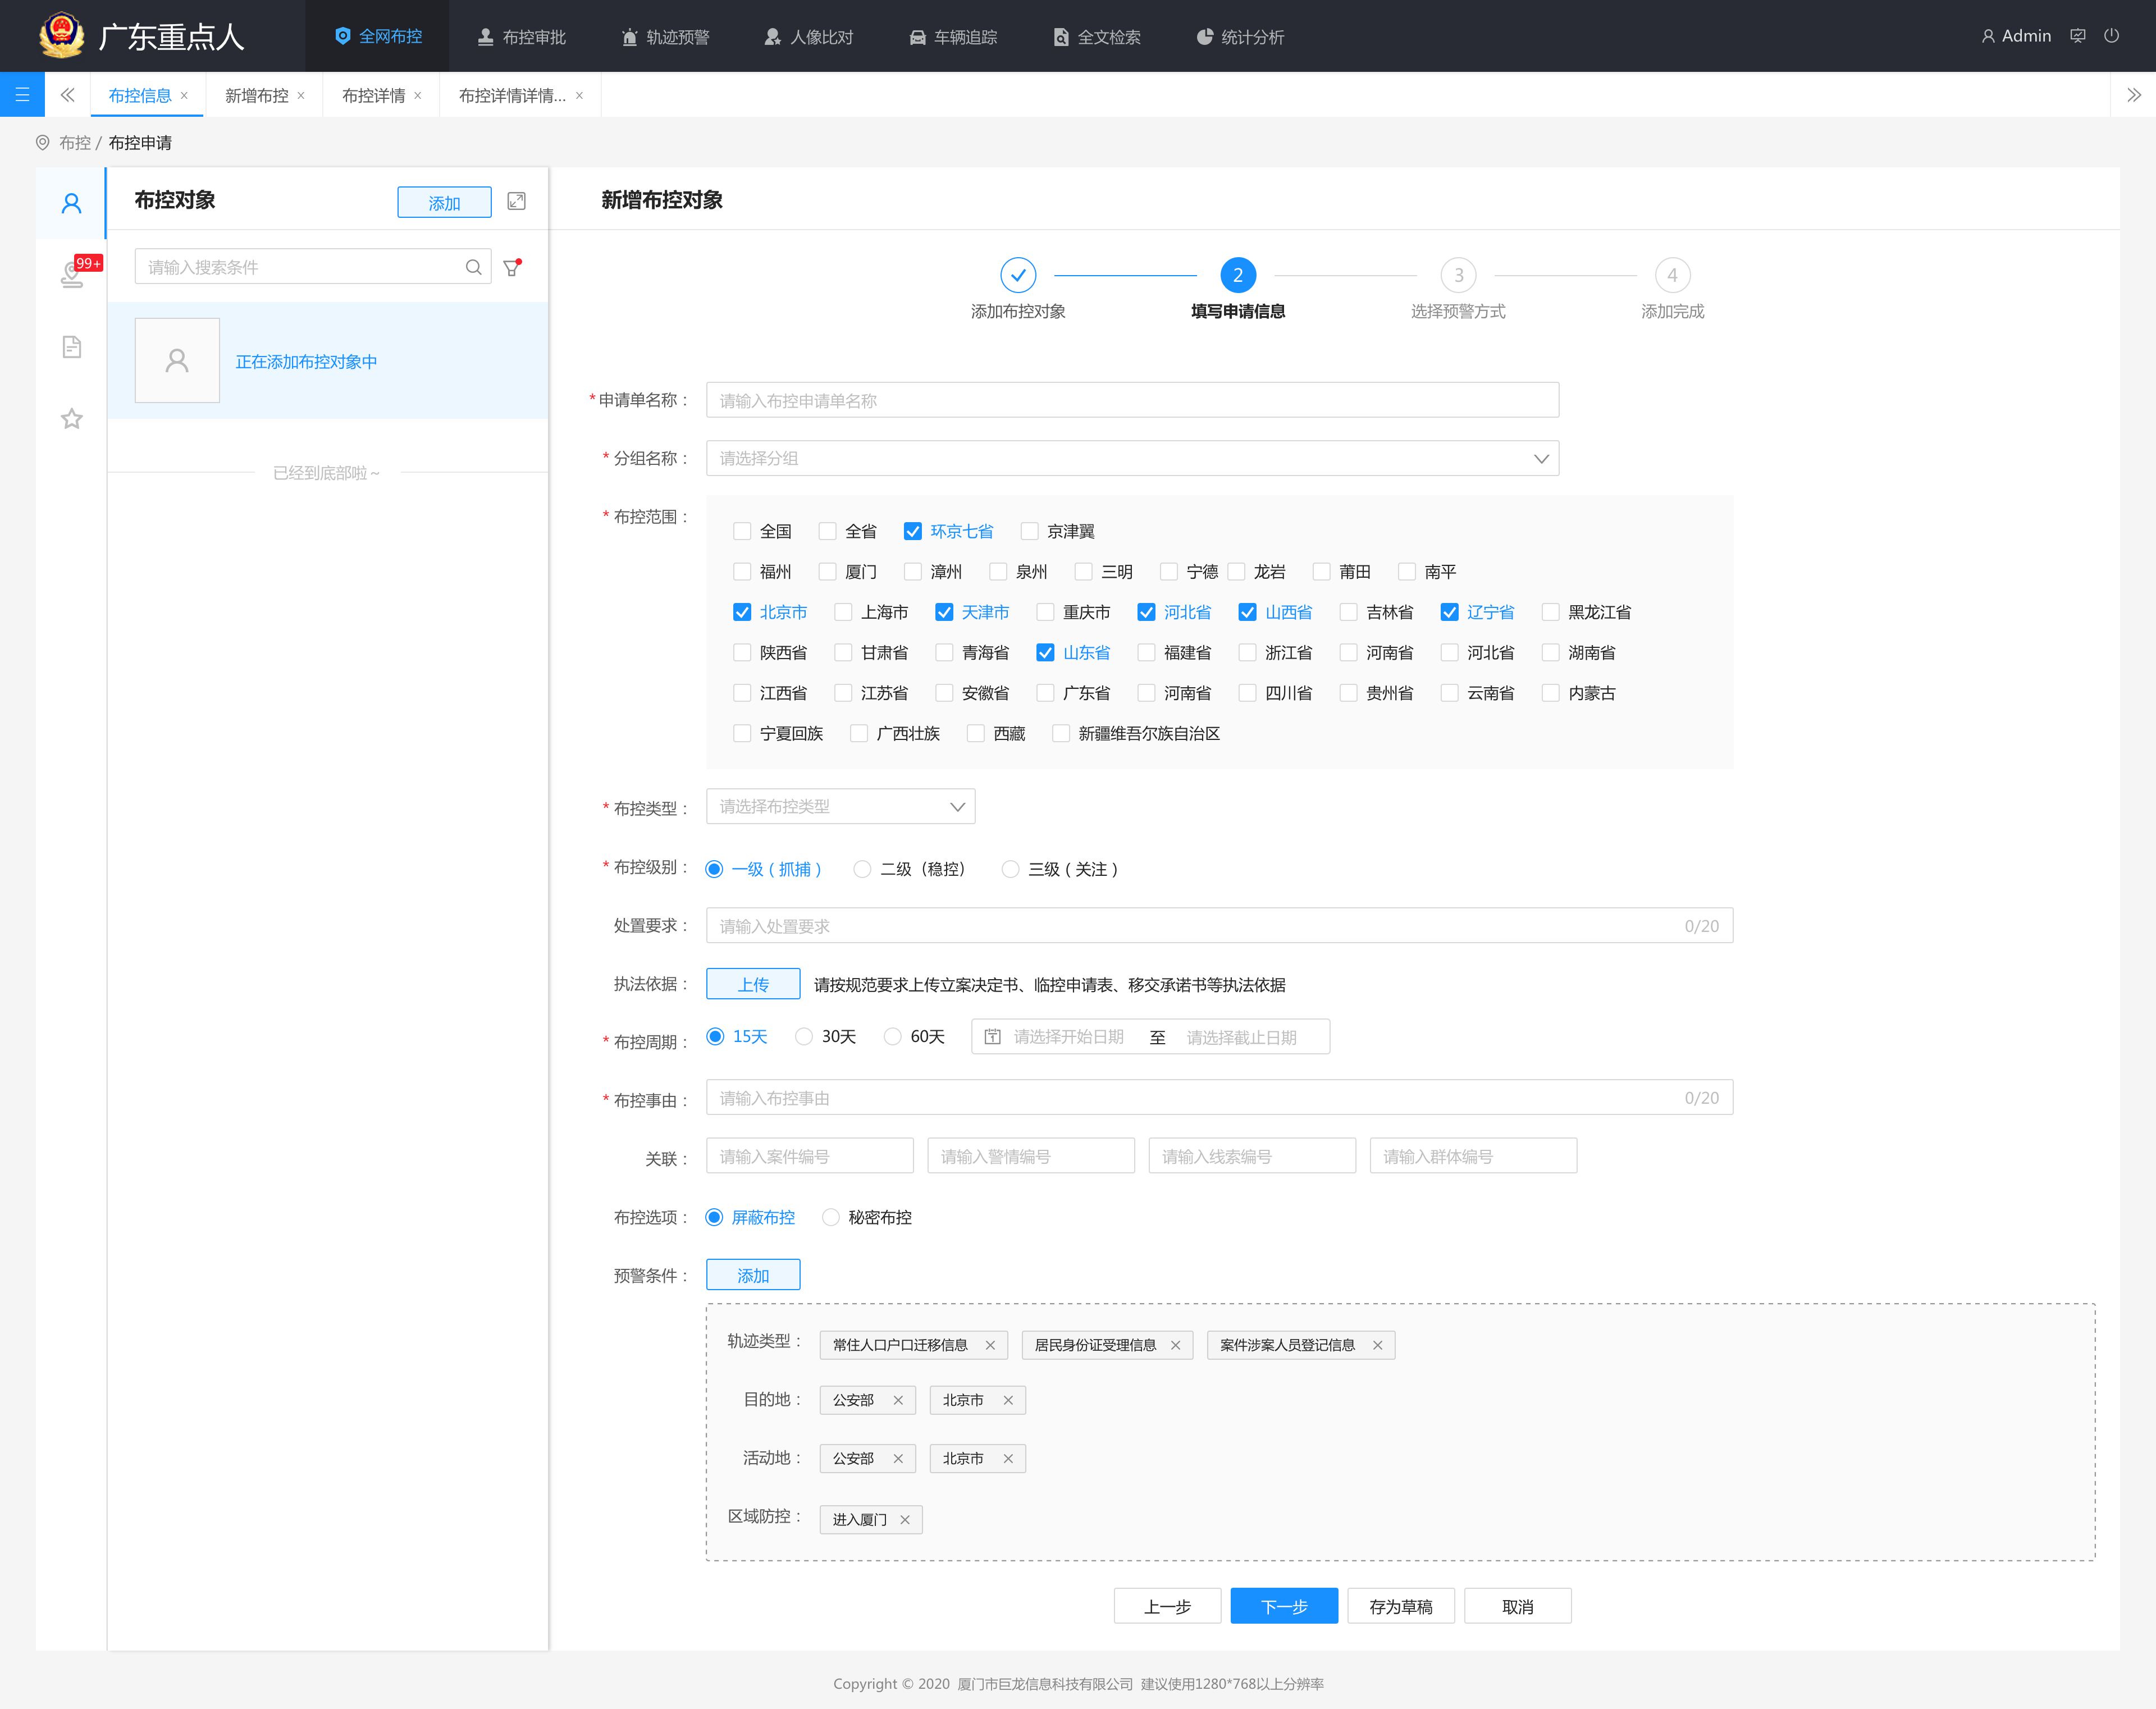 广东重点人 全网布控 布控审批 轨迹预警 人像比对 车辆追踪 全文检索 统计分析 Admin
布控信息 × 新增布控 × 布控详情 × 布控详情详情... ×
布控 / 布控申请
布控对象 添加
请输入搜索条件
99+
正在添加布控对象中
已经到底部啦~
新增布控对象
2 3 4
添加布控对象 填写申请信息 选择预警方式 添加完成
*申请单名称： 请输入布控申请单名称
* 分组名称： 请选择分组
* 布控范围：
全国 全省 环京七省 京津翼
福州 厦门 漳州 泉州 三明 宁德 龙岩 莆田 南平
北京市 上海市 天津市 重庆市 河北省 山西省 吉林省 辽宁省 黑龙江省
陕西省 甘肃省 青海省 山东省 福建省 浙江省 河南省 河北省 湖南省
江西省 江苏省 安徽省 广东省 河南省 四川省 贵州省 云南省 内蒙古
宁夏回族 广西壮族 西藏 新疆维吾尔族自治区
* 布控类型： 请选择布控类型
* 布控级别： 一级（抓捕） 二级（稳控） 三级（关注）
处置要求： 请输入处置要求 0/20
执法依据： 上传 请按规范要求上传立案决定书、临控申请表、移交承诺书等执法依据
* 布控周期： 15天 30天 60天 请选择开始日期 至 请选择截止日期
* 布控事由： 请输入布控事由 0/20
关联： 请输入案件编号 请输入警情编号 请输入线索编号 请输入群体编号
布控选项： 屏蔽布控 秘密布控
预警条件： 添加
轨迹类型： 常住人口户口迁移信息 × 居民身份证受理信息 × 案件涉案人员登记信息 ×
目的地： 公安部 × 北京市 ×
活动地： 公安部 × 北京市 ×
区域防控： 进入厦门 ×
上一步 下一步 存为草稿 取消
Copyright © 2020 厦门市巨龙信息科技有限公司 建议使用1280*768以上分辨率